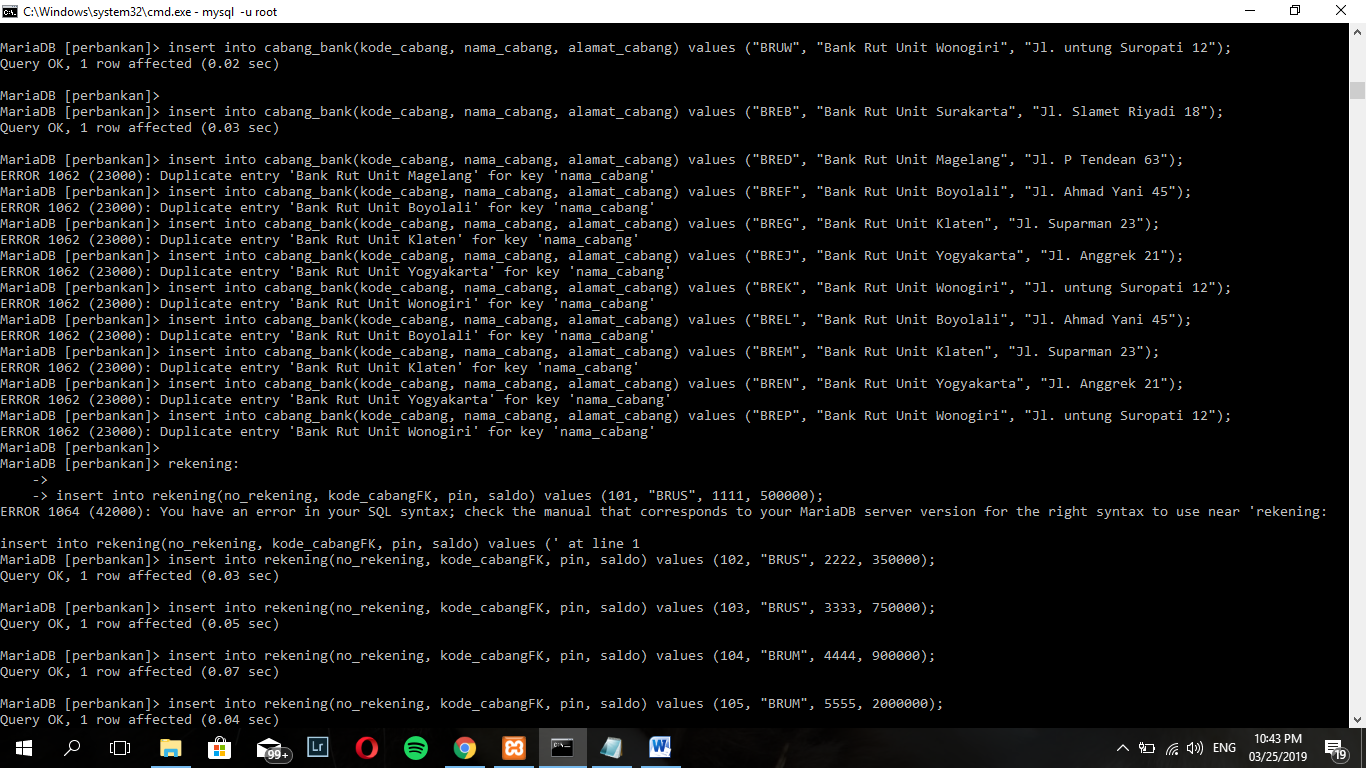 C:\Windows\system32\cmd.exe - mysql -u root
MariaDB [perbankan]> insert into cabang_bank(kode_cabang, nama_cabang, alamat_cabang) values ("BRUW", "Bank Rut Unit Wonogiri", "Jl. untung Suropati 12");
Query OK, 1 row affected (0.02 sec)
MariaDB [perbankan]>
MariaDB [perbankan]> insert into cabang_bank(kode_cabang, nama_cabang, alamat_cabang) values ("BREB", "Bank Rut Unit Surakarta", "Jl. Slamet Riyadi 18");
Query OK, 1 row affected (0.03 sec)
MariaDB [perbankan]> insert into cabang_bank(kode_cabang, nama_cabang, alamat_cabang) values ("BRED", "Bank Rut Unit Magelang", "Jl. P Tendean 63");
ERROR 1062 (23000): Duplicate entry 'Bank Rut Unit Magelang' for key 'nama_cabang'
MariaDB [perbankan]> insert into cabang_bank(kode_cabang, nama_cabang, alamat_cabang) values ("BREF", "Bank Rut Unit Boyolali", "Jl. Ahmad Yani 45");
ERROR 1062 (23000): Duplicate entry 'Bank Rut Unit Boyolali' for key 'nama_cabang'
MariaDB [perbankan]> insert into cabang_bank(kode_cabang, nama_cabang, alamat_cabang) values ("BREG", "Bank Rut Unit Klaten", "Jl. Suparman 23");
ERROR 1062 (23000): Duplicate entry 'Bank Rut Unit Klaten' for key 'nama_cabang'
MariaDB [perbankan]> insert into cabang_bank(kode_cabang, nama_cabang, alamat_cabang) values ("BREJ", "Bank Rut Unit Yogyakarta", "Jl. Anggrek 21");
ERROR 1062 (23000): Duplicate entry 'Bank Rut Unit Yogyakarta' for key 'nama_cabang'
MariaDB [perbankan]> insert into cabang_bank(kode_cabang, nama_cabang, alamat_cabang) values ("BREK", "Bank Rut Unit Wonogiri", "Jl. untung Suropati 12");
ERROR 1062 (23000): Duplicate entry 'Bank Rut Unit Wonogiri' for key 'nama_cabang'
MariaDB [perbankan]> insert into cabang_bank(kode_cabang, nama_cabang, alamat_cabang) values ("BREL", "Bank Rut Unit Boyolali", "Jl. Ahmad Yani 45");
ERROR 1062 (23000): Duplicate entry 'Bank Rut Unit Boyolali' for key 'nama_cabang'
MariaDB [perbankan]> insert into cabang_bank(kode_cabang, nama_cabang, alamat_cabang) values ("BREM", "Bank Rut Unit Klaten", "Jl. Suparman 23");
ERROR 1062 (23000): Duplicate entry 'Bank Rut Unit Klaten' for key 'nama_cabang'
MariaDB [perbankan]> insert into cabang_bank(kode_cabang, nama_cabang, alamat_cabang) values ("BREN", "Bank Rut Unit Yogyakarta", "Jl. Anggrek 21");
ERROR 1062 (23000): Duplicate entry 'Bank Rut Unit Yogyakarta' for key 'nama_cabang'
MariaDB [perbankan]> insert into cabang_bank(kode_cabang, nama_cabang, alamat_cabang) values ("BREP", "Bank Rut Unit Wonogiri", "Jl. untung Suropati 12");
ERROR 1062 (23000): Duplicate entry 'Bank Rut Unit Wonogiri' for key 'nama_cabang'
MariaDB [perbankan]>
MariaDB [perbankan]> rekening:
->
-> insert into rekening(no_rekening, kode_cabangFK, pin, saldo) values (101, "BRUS", 1111, 500000);
ERROR 1064 (42000): You have an error in your SQL syntax; check the manual that corresponds to your MariaDB server version for the right syntax to use near 'rekening:
insert into rekening(no_rekening, kode_cabangFK, pin, saldo) values (' at line 1
MariaDB [perbankan]> insert into rekening(no_rekening, kode_cabangFK, pin, saldo) values (102, "BRUS", 2222, 350000);
Query OK, 1 row affected (0.03 sec)
MariaDB [perbankan]> insert into rekening(no_rekening, kode_cabangFK, pin, saldo) values (103, "BRUS", 3333, 750000);
Query OK, 1 row affected (0.05 sec)
MariaDB [perbankan]> insert into rekening(no_rekening, kode_cabangFK, pin, saldo) values (104, "BRUM", 4444, 900000);
Query OK, 1 row affected (0.07 sec)
MariaDB [perbankan]> insert into rekening(no_rekening, kode_cabangFK, pin, saldo) values (105, "BRUM", 5555, 2000000);
Query OK, 1 row affected (0.04 sec)
99+
Lr
ENG
10:43 PM
03/25/2019
19